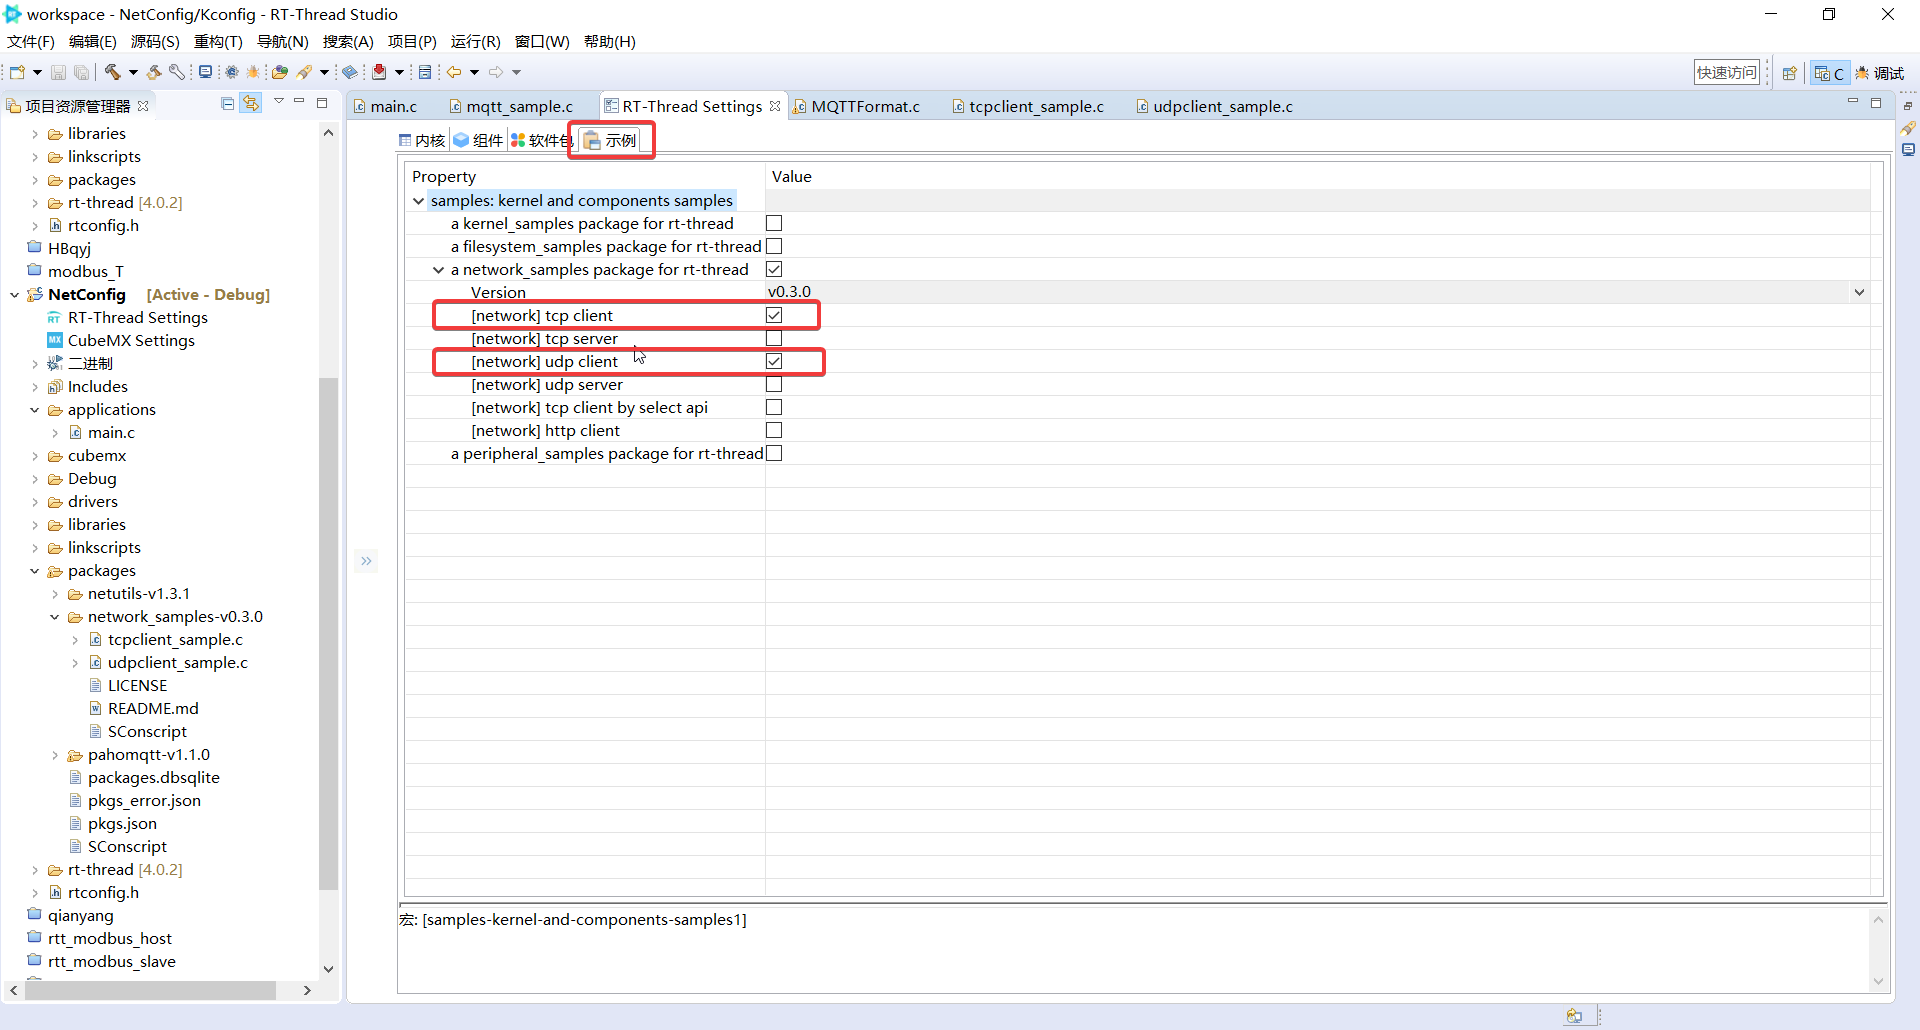 workspace - NetConfig/Kconfig - RT-Thread Studio
文件(F) 编辑(E) 源码(S) 重构(T) 导航(N) 搜索(A) 项目(P) 运行(R) 窗口(W) 帮助(H)
快速访问 C 调试
项目资源管理器
main.c mqtt_sample.c RT-Thread Settings MQTTFormat.c tcpclient_sample.c udpclient_sample.c
内核 组件 软件包 示例
libraries
linkscripts
packages
rt-thread [4.0.2]
rtconfig.h
HBqyj
modbus_T
NetConfig [Active - Debug]
RT-Thread Settings
CubeMX Settings
二进制
Includes
applications
main.c
cubemx
Debug
drivers
libraries
linkscripts
packages
netutils-v1.3.1
network_samples-v0.3.0
tcpclient_sample.c
udpclient_sample.c
LICENSE
README.md
SConscript
pahomqtt-v1.1.0
packages.dbsqlite
pkgs_error.json
pkgs.json
SConscript
rt-thread [4.0.2]
rtconfig.h
qianyang
rtt_modbus_host
rtt_modbus_slave
Property Value
samples: kernel and components samples
a kernel_samples package for rt-thread
a filesystem_samples package for rt-thread
a network_samples package for rt-thread
Version v0.3.0
[network] tcp client
[network] tcp server
[network] udp client
[network] udp server
[network] tcp client by select api
[network] http client
a peripheral_samples package for rt-thread
宏: [samples-kernel-and-components-samples1]